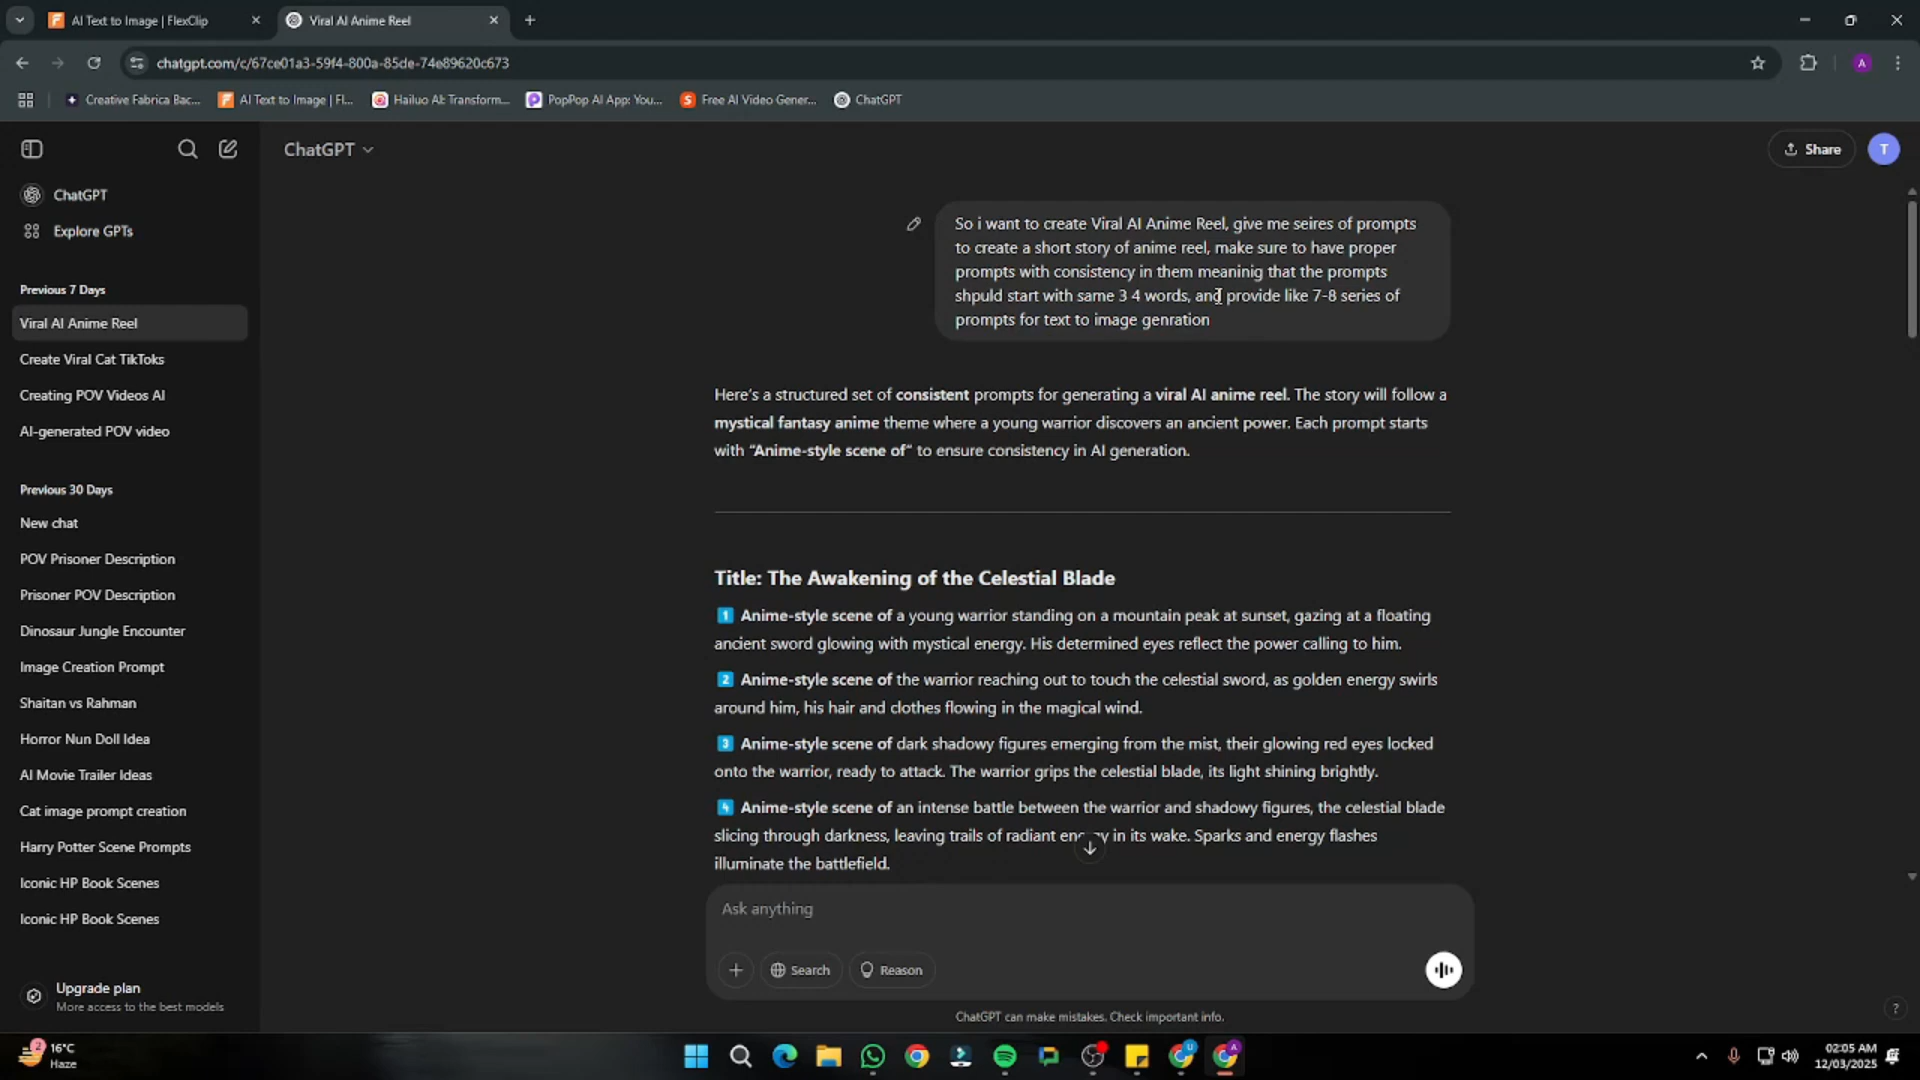 AI Text to Image | FlexClip
Viral AI Anime Reel
chatgpt.com/c/67ce01a3-59f4-800a-85de-74e89620c673
A
Creative Fabrica Bac...
AI Text to Image | Fl...
Hailuo AI: Transform...
PopPop AI App: You...
Free AI Video Gener...
ChatGPT
ChatGPT
Share
T
ChatGPT
Explore GPTs
Previous 7 Days
Viral AI Anime Reel
Create Viral Cat TikToks
Creating POV Videos AI
AI-generated POV video
Previous 30 Days
New chat
POV Prisoner Description
Prisoner POV Description
Dinosaur Jungle Encounter
Image Creation Prompt
Shaitan vs Rahman
Horror Nun Doll Idea
AI Movie Trailer Ideas
Cat image prompt creation
Harry Potter Scene Prompts
Iconic HP Book Scenes
Iconic HP Book Scenes
Upgrade plan
More access to the best models
So i want to create Viral AI Anime Reel, give me seires of prompts
to create a short story of anime reel, make sure to have proper
prompts with consistency in them meaninig that the prompts
shpuld start with same 3 4 words, and provide like 7-8 series of
prompts for text to image genration
Here's a structured set of consistent prompts for generating a viral AI anime reel. The story will follow a
mystical fantasy anime theme where a young warrior discovers an ancient power. Each prompt starts
with "Anime-style scene of" to ensure consistency in AI generation.
Title: The Awakening of the Celestial Blade
1 Anime-style scene of a young warrior standing on a mountain peak at sunset, gazing at a floating
ancient sword glowing with mystical energy. His determined eyes reflect the power calling to him.
2 Anime-style scene of the warrior reaching out to touch the celestial sword, as golden energy swirls
around him, his hair and clothes flowing in the magical wind.
3 Anime-style scene of dark shadowy figures emerging from the mist, their glowing red eyes locked
onto the warrior, ready to attack. The warrior grips the celestial blade, its light shining brightly.
4 Anime-style scene of an intense battle between the warrior and shadowy figures, the celestial blade
slicing through darkness, leaving trails of radiant energy in its wake. Sparks and energy flashes
illuminate the battlefield.
Ask anything
Search
Reason
ChatGPT can make mistakes. Check important info.
?
2
16°C
Haze
U
A
02:05 AM
12/03/2025